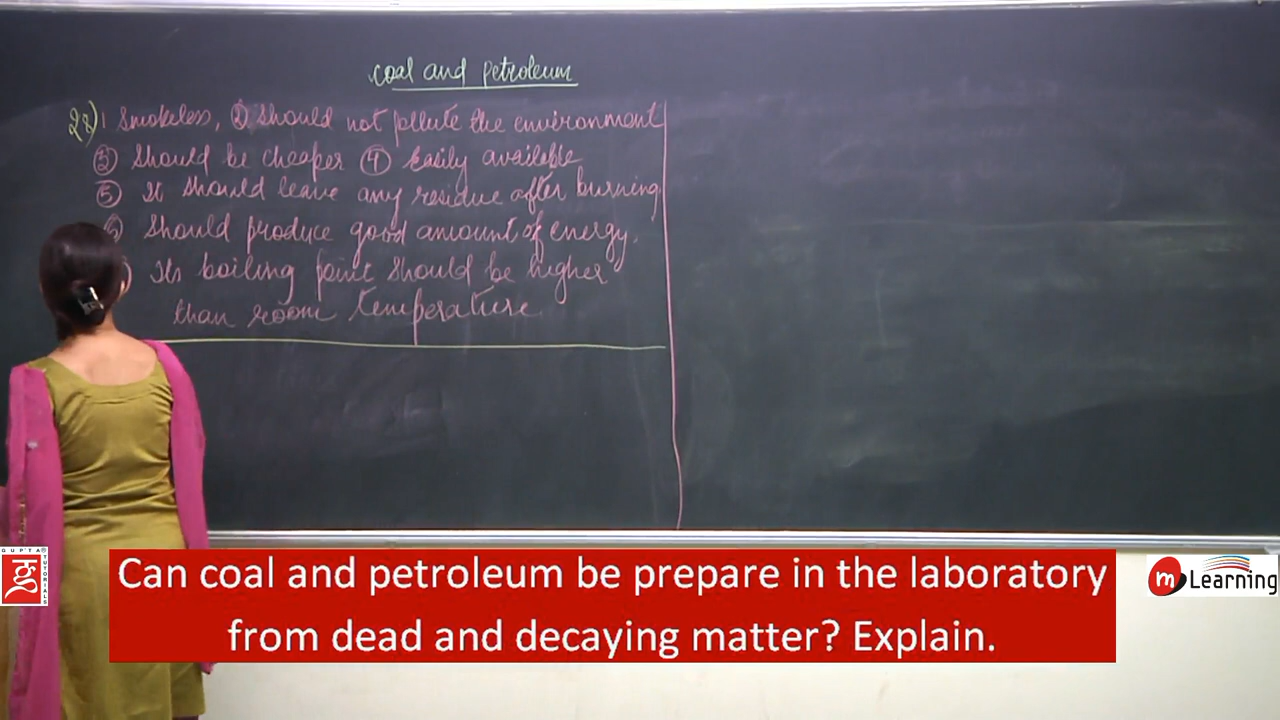 coal and petroleum
28) 1 Smokeless, ② Should not pollute the environment
③ Should be cheaper ④ Easily available
⑤ It should leave any residue after burning
⑥ Should produce good amount of energy,
) Its boiling point should be higher
than room temperature
GUPTA TUTORIALS
Can coal and petroleum be prepare in the laboratory
from dead and decaying matter? Explain.
m Learning